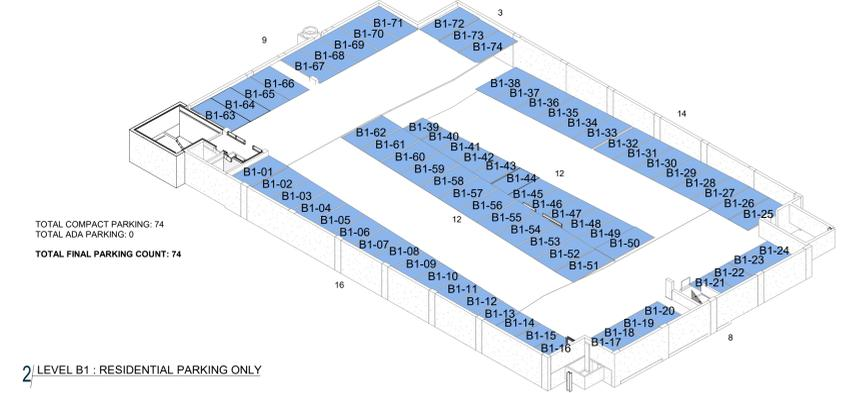 3
9
B1-71
B1-70
B1-69
B1-68
B1-67
B1-72
B1-73
B1-74
B1-66
B1-65
B1-64
B1-63
B1-38
B1-37
B1-36
B1-35
B1-34
B1-33
B1-32
B1-31
B1-30
B1-29
B1-28
B1-27
B1-26
B1-25
14
B1-62
B1-61
B1-60
B1-59
B1-58
B1-57
B1-56
B1-55
B1-54
B1-53
B1-52
B1-51
12
B1-39
B1-40
B1-41
B1-42
B1-43
B1-44
B1-45
B1-46
B1-47
B1-48
B1-49
B1-50
12
B1-01
B1-02
B1-03
B1-04
B1-05
B1-06
B1-07
B1-08
B1-09
B1-10
B1-11
B1-12
B1-13
B1-14
B1-15
B1-16
16
B1-24
B1-23
B1-22
B1-21
B1-20
B1-19
B1-18
B1-17
8
TOTAL COMPACT PARKING: 74
TOTAL ADA PARKING: 0
TOTAL FINAL PARKING COUNT: 74
2 LEVEL B1 : RESIDENTIAL PARKING ONLY